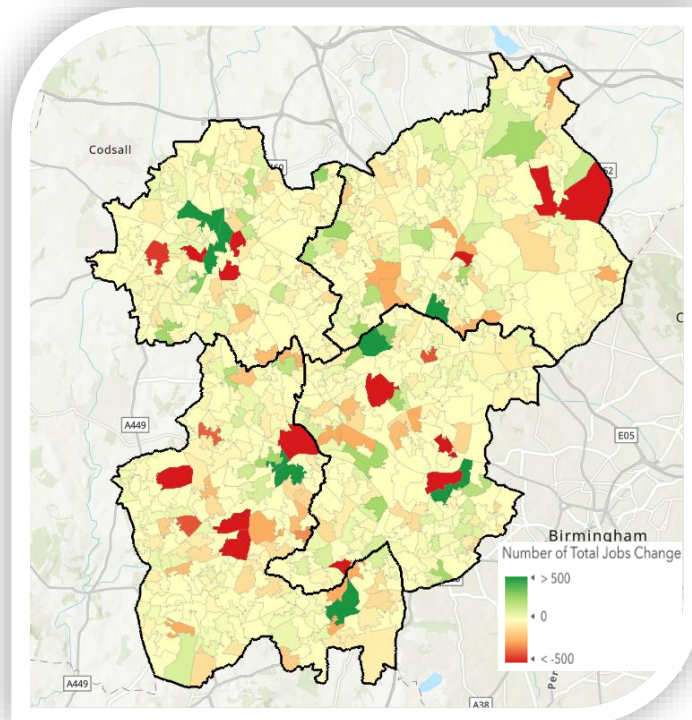 Codsall
A449
E05
Birmingham
Number of Total Jobs Change
> 500
0
< -500
A449
A38